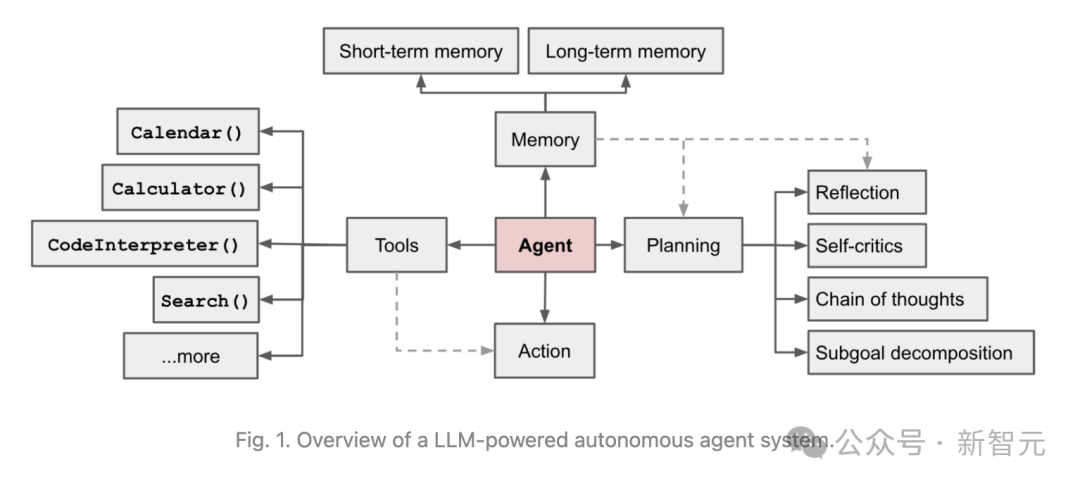 Short-term memory
Long-term memory
Calendar()
Memory
Calculator()
Reflection
CodeInterpreter()
Tools
Agent
Planning
Self-critics
Search()
Chain of thoughts
...more
Action
Subgoal decomposition
Fig. 1. Overview of a LLM-powered autonomous agent system.
公众号 · 新智元